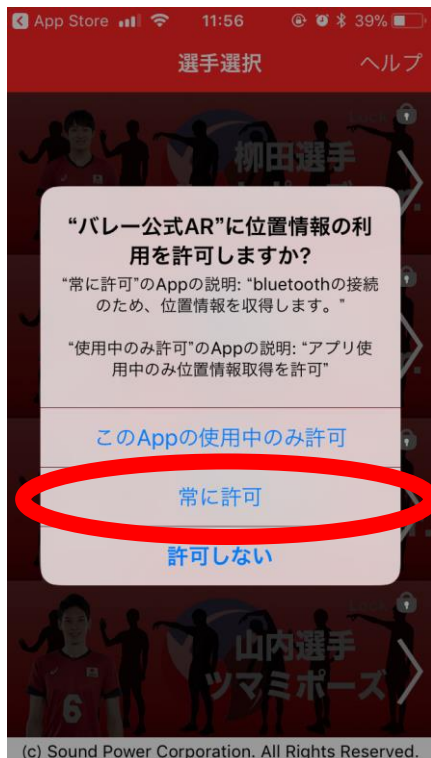 App Store 11:56 39%
選手選択 ヘルプ
柳田選手
“バレー公式AR”に位置情報の利
用を許可しますか?
“常に許可”のAppの説明: “bluetoothの接続
のため、位置情報を収得します。”
“使用中のみ許可”のAppの説明: “アプリ使
用中のみ位置情報取得を許可”
このAppの使用中のみ許可
常に許可
許可しない
山内選手
ツマミポーズ
6
(c) Sound Power Corporation. All Rights Reserved.